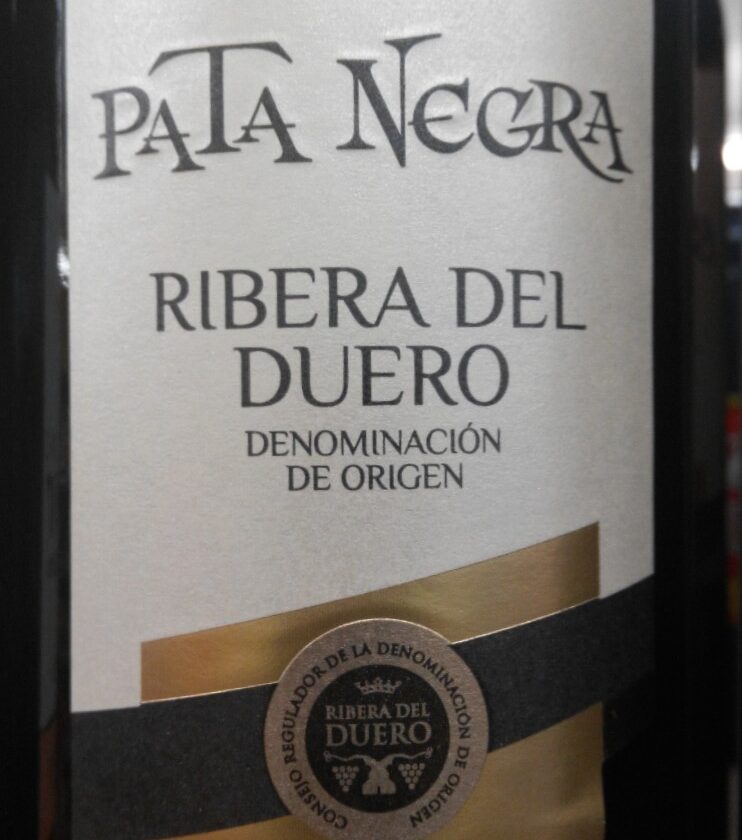 PATA NEGRA
RIBERA DEL
DUERO
DENOMINACIÓN
DE ORIGEN
CONSEJO REGULADOR DE LA DENOMINACIÓN DE ORIGEN
RIBERA DEL
DUERO